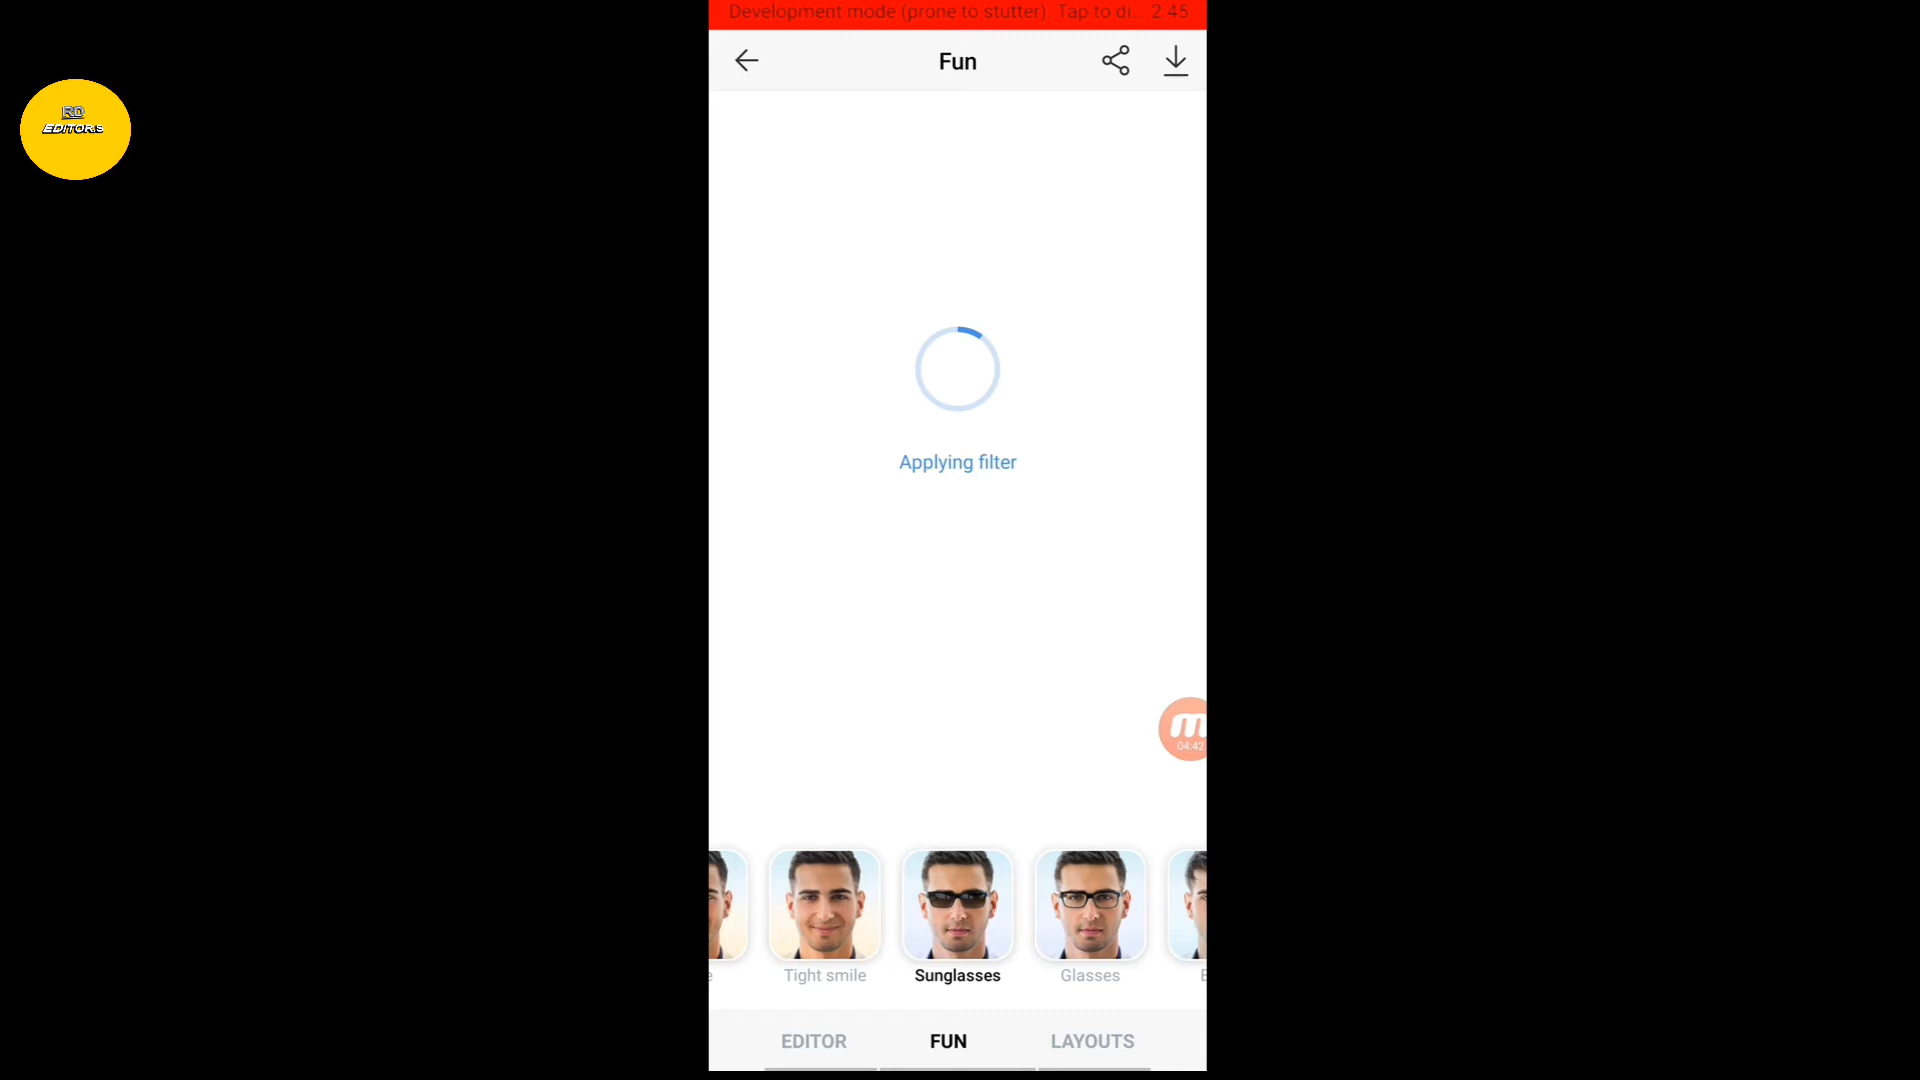 Development mode (prone to stutter). Tap to di... 2.45
RD
EDITOR.S
Fun
Applying filter
m
04:42
e
Tight smile
Sunglasses
Glasses
EDITOR
FUN
LAYOUTS